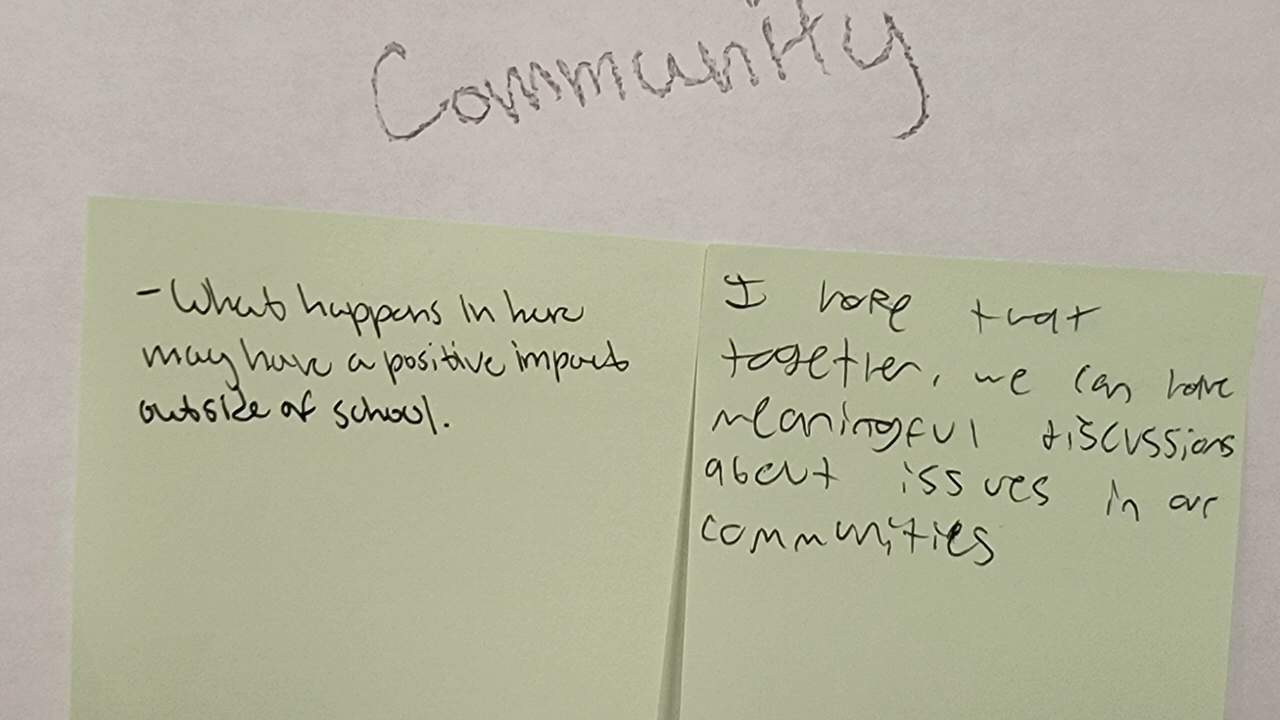 Community
- What happens in here
may have a positive impact
outside of school.
I hope that
together, we can have
meaningful discussions
about issues in our
communities